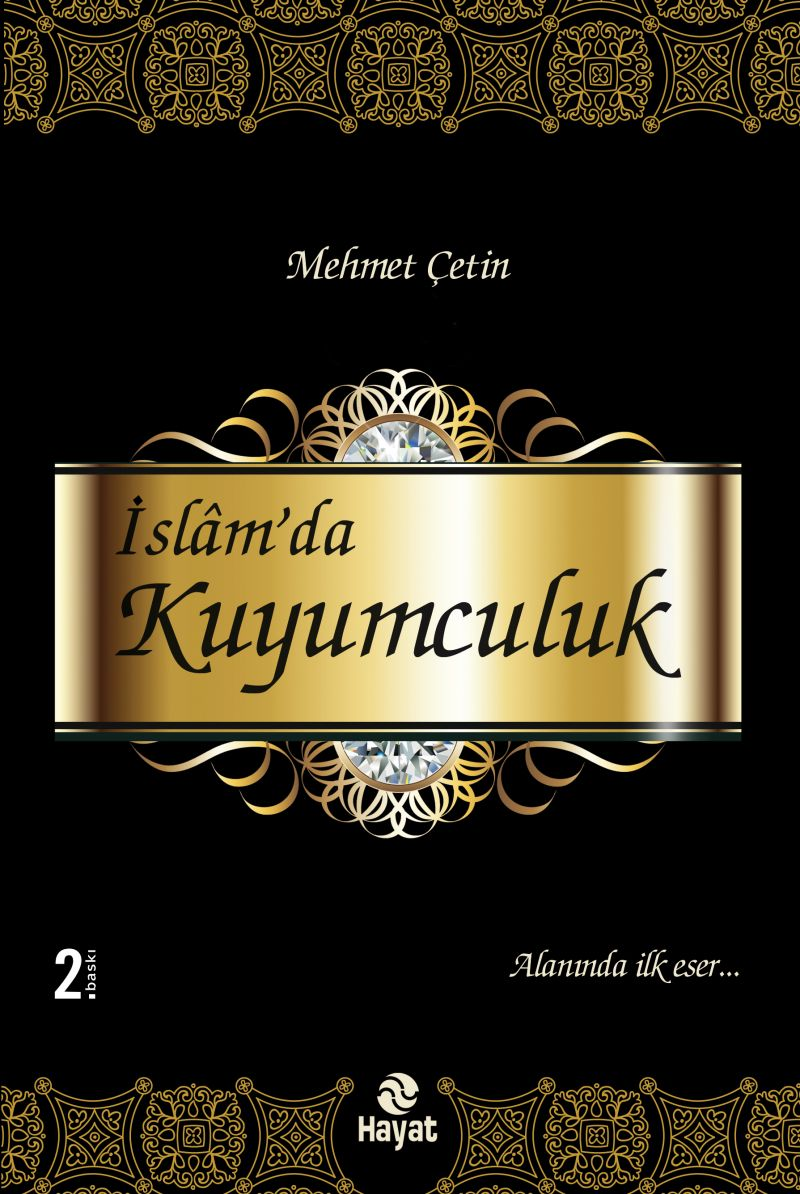 Mehmet Çetin
İslâm'da
Kuyumculuk
2.baskı
Alanında ilk eser...
Hayat